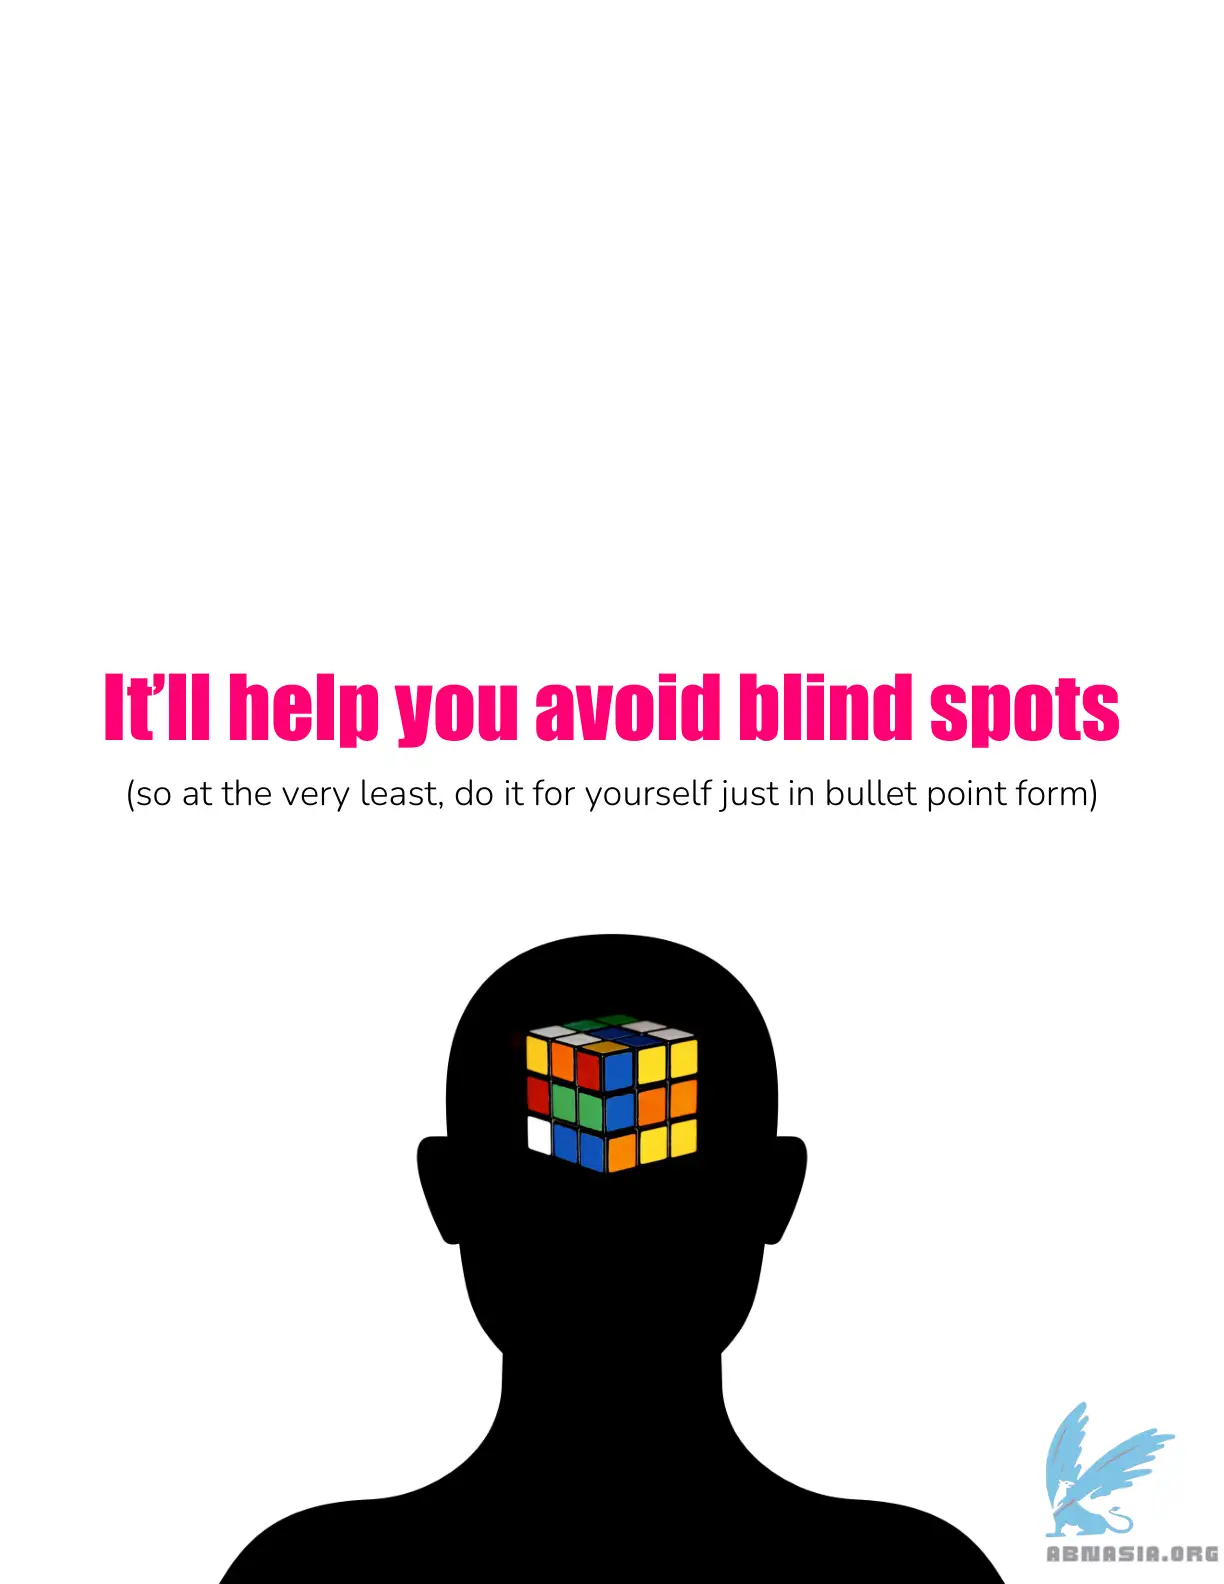 It’ll help you avoid blind spots
(so at the very least, do it for yourself just in bullet point form)
ABNASIA.ORG